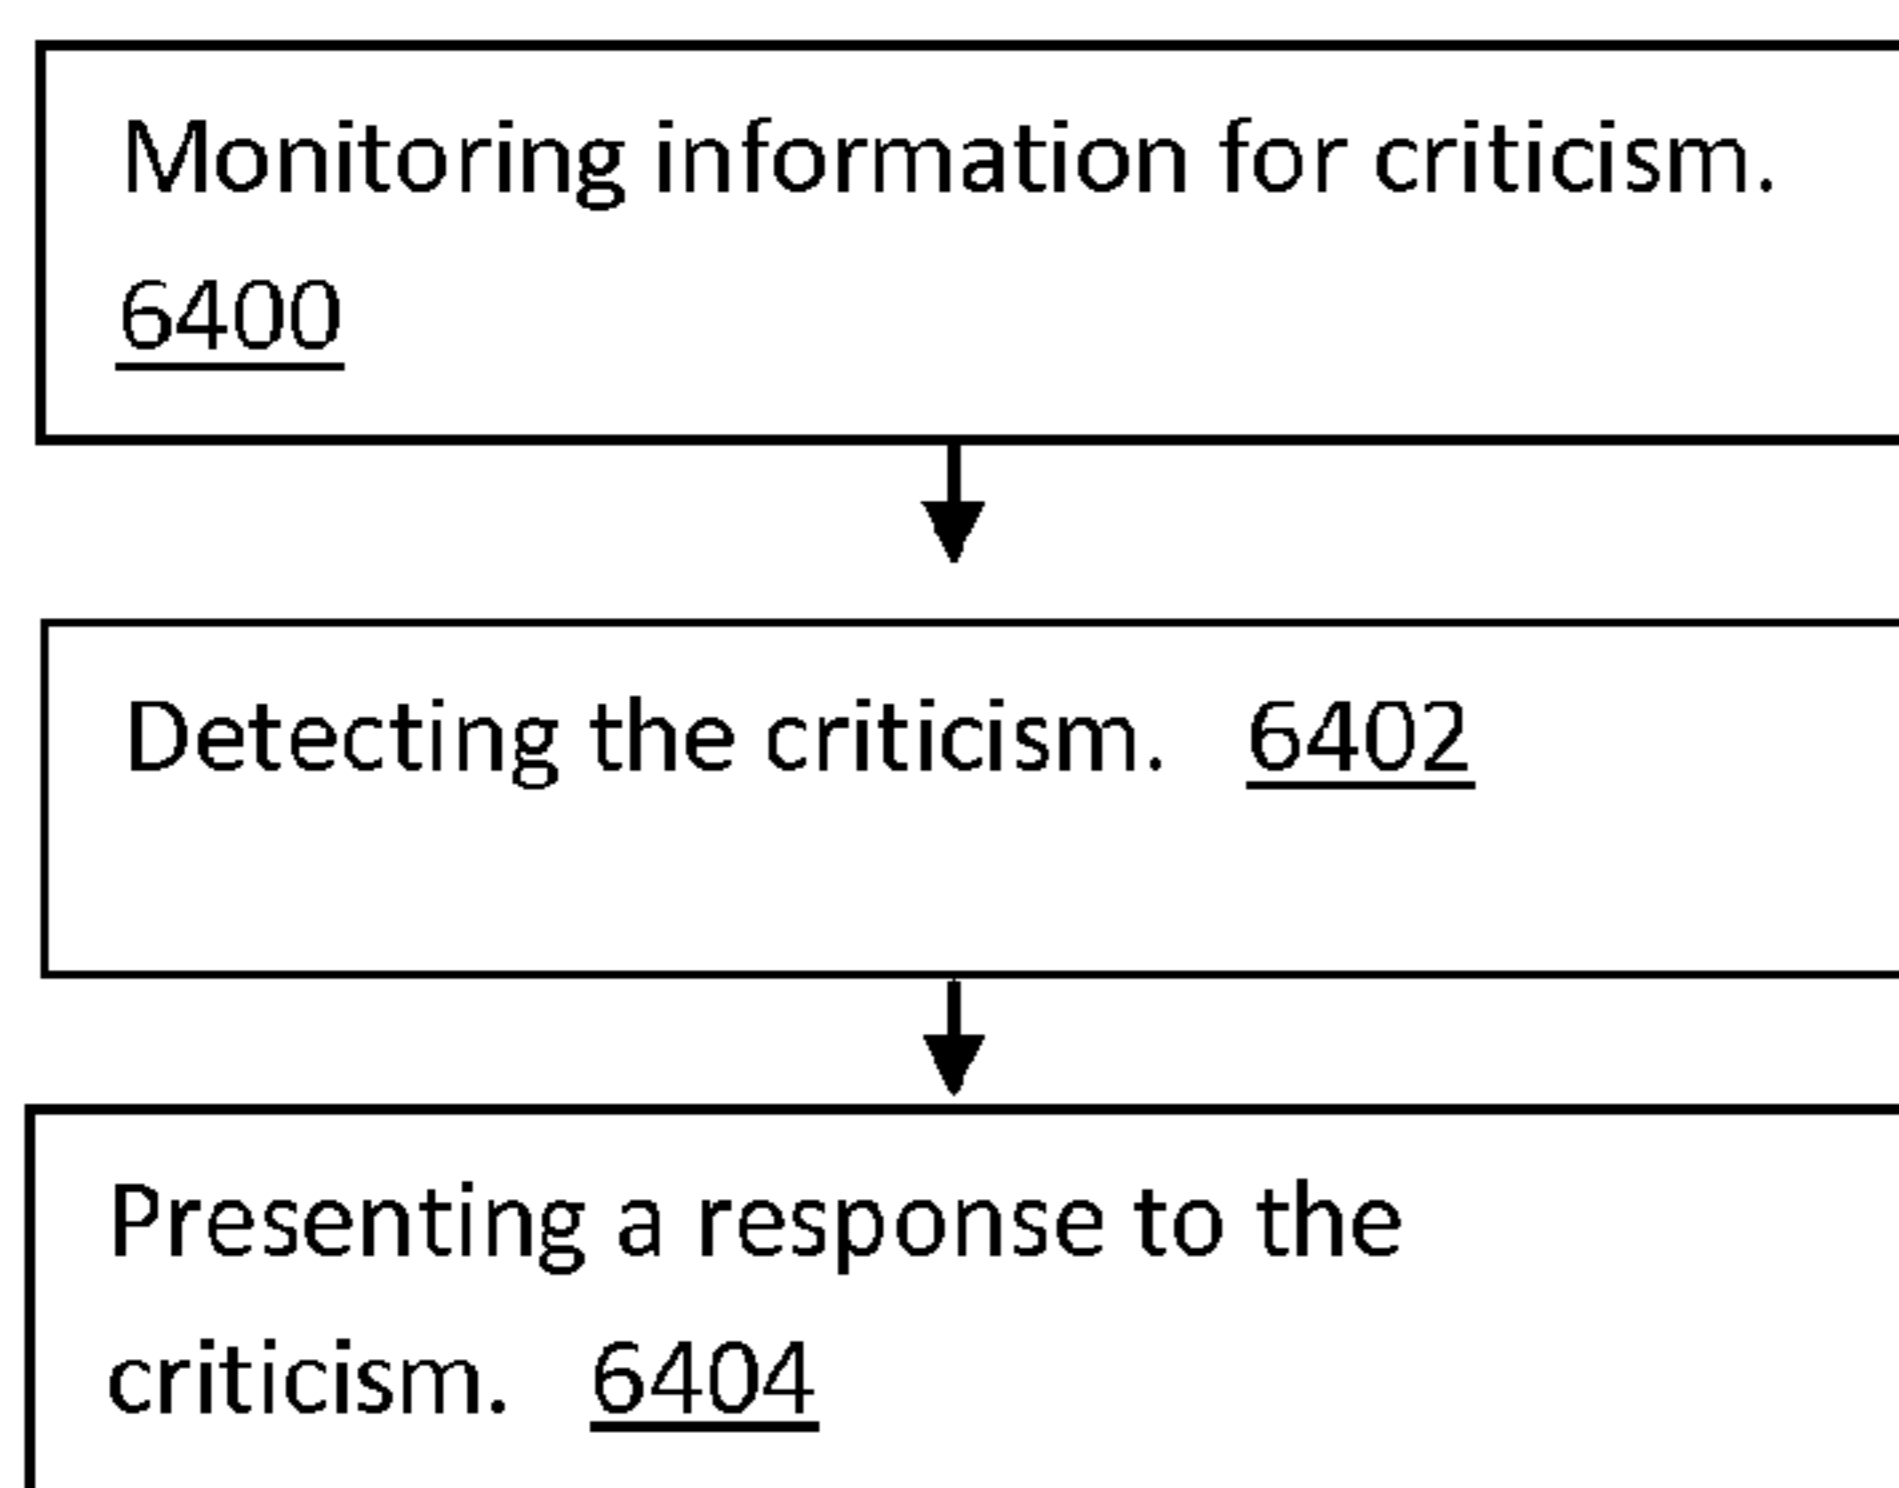 Monitoring information for criticism.
6400
Detecting the criticism. 6402
Presenting a response to the
criticism. 6404